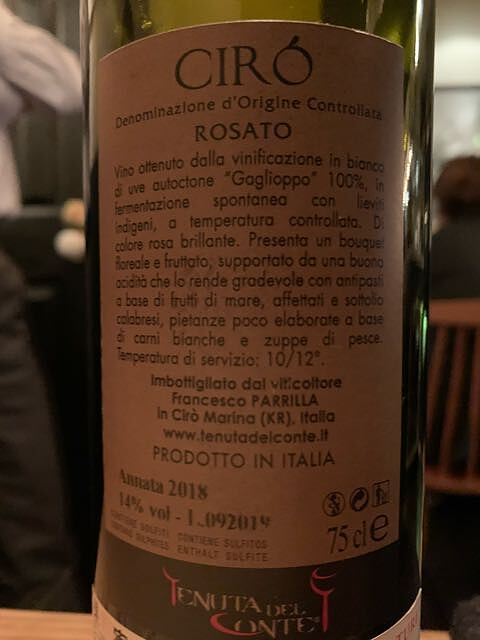 CIRÓ
Denominazione d'Origine Controllata
ROSATO
Vino ottenuto dalla vinificazione in bianco
di uve autoctone "Gaglioppo" 100%, in
fermentazione spontanea con lieviti
indigeni, a temperatura controllata. Di
colore rosa brillante. Presenta un bouquet
floreale e fruttato, supportato da una buona
acidità che lo rende gradevole con antipasti
a base di frutti di mare, affettati e sottolio
calabresi, pietanze poco elaborate a base
di carni bianche e zuppe di pesce.
Temperatura di servizio: 10/12°.
Imbottigliato dal viticoltore
Francesco PARRILLA
in Cirò Marina (KR), Italia
www.tenutadelconte.it
PRODOTTO IN ITALIA
Annata 2018
14% vol - L.092019
CONTIENE SOLFITI CONTIENE SULFITOS
CONTAINS SULPHITES ENTHALT SULFITE
75 cl e
TENUTA DEL
CONTE